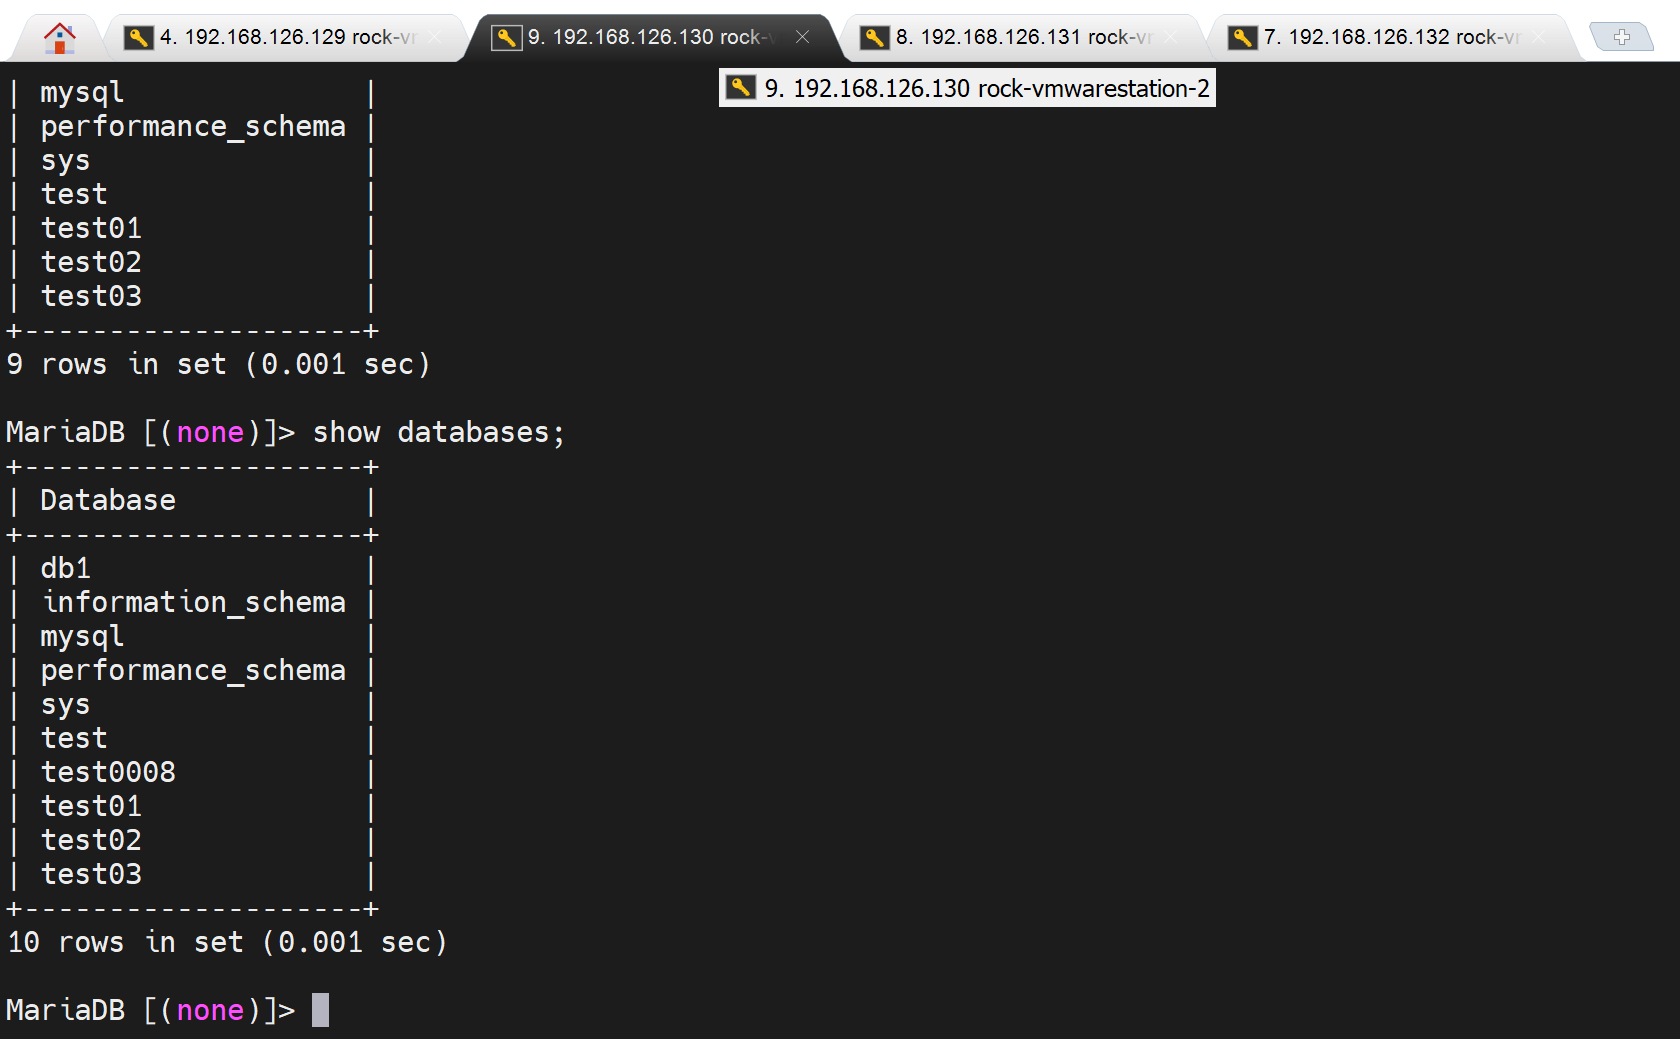 4. 192.168.126.129 rock-vr
9. 192.168.126.130 rock-v
8. 192.168.126.131 rock-vr
7. 192.168.126.132 rock-vr
9. 192.168.126.130 rock-vmwarestation-2
| mysql              |
| performance_schema |
| sys                |
| test               |
| test01             |
| test02             |
| test03             |
+--------------------+
9 rows in set (0.001 sec)
MariaDB [(none)]> show databases;
+--------------------+
| Database           |
+--------------------+
| db1                |
| information_schema |
| mysql              |
| performance_schema |
| sys                |
| test               |
| test0008           |
| test01             |
| test02             |
| test03             |
+--------------------+
10 rows in set (0.001 sec)
MariaDB [(none)]>